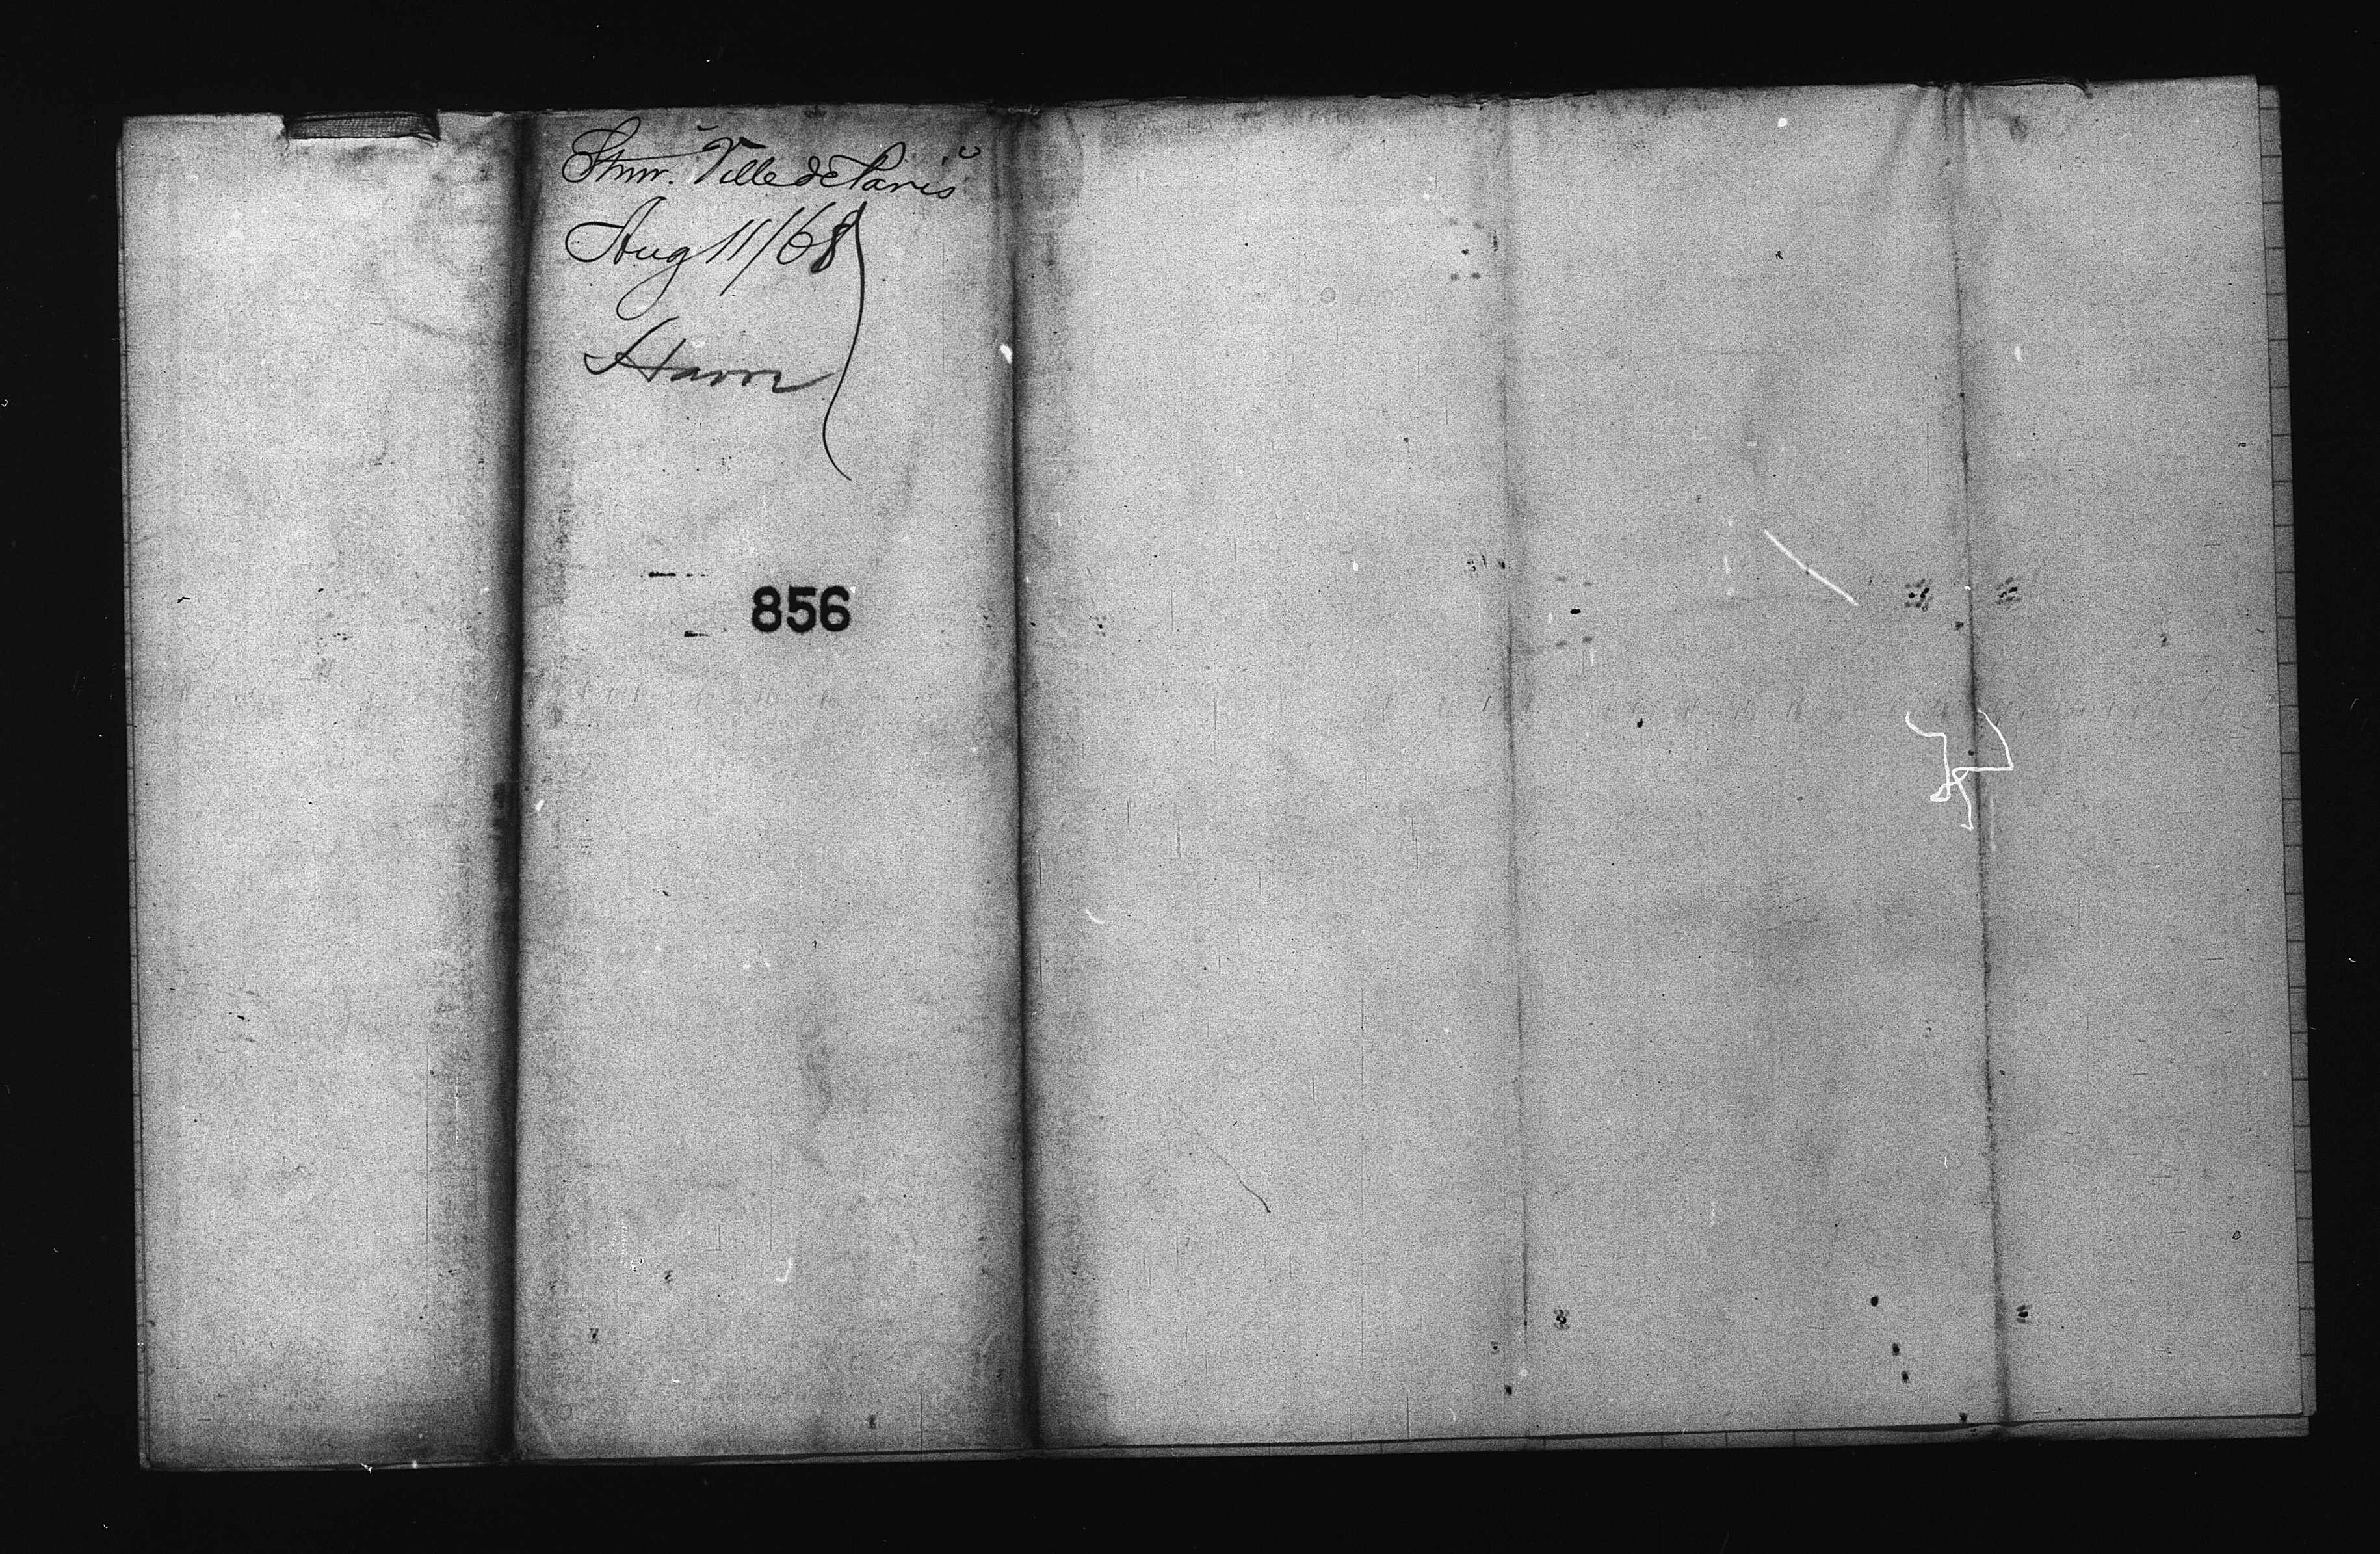 Stmr. "Ville de Paris"
Aug 11/68
Havre
856